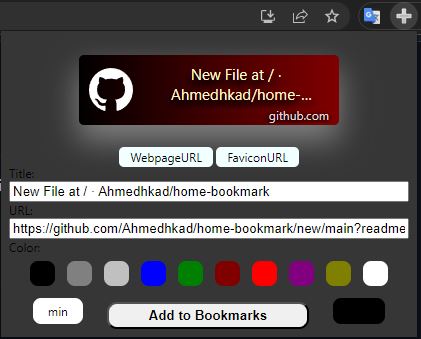 New File at / ·
Ahmedhkad/home-...
github.com
WebpageURL FaviconURL
Title:
New File at / · Ahmedhkad/home-bookmark
URL:
https://github.com/Ahmedhkad/home-bookmark/new/main?readme
Color:
min Add to Bookmarks